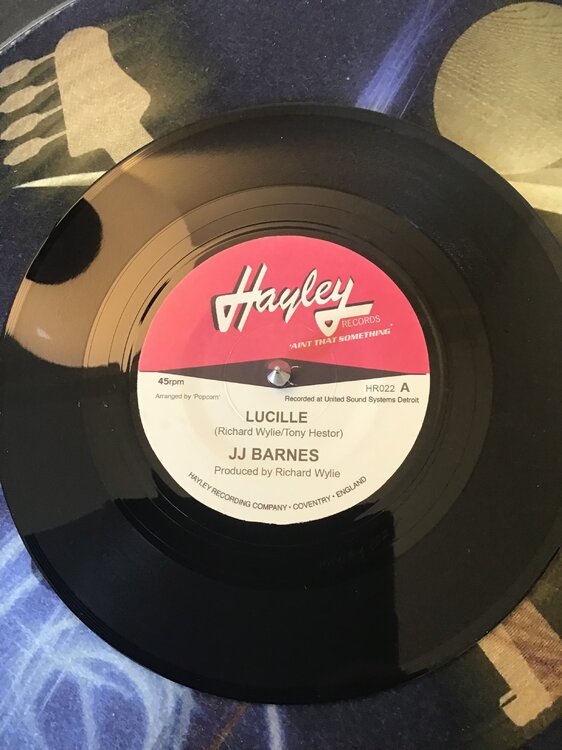 Hayley
RECORDS
'AINT THAT SOMETHING'
45rpm
HR022 A
Arranged by 'Popcorn'
Recorded at United Sound Systems Detroit
LUCILLE
(Richard Wylie/Tony Hestor)
JJ BARNES
Produced by Richard Wylie
HAYLEY RECORDING COMPANY • COVENTRY • ENGLAND